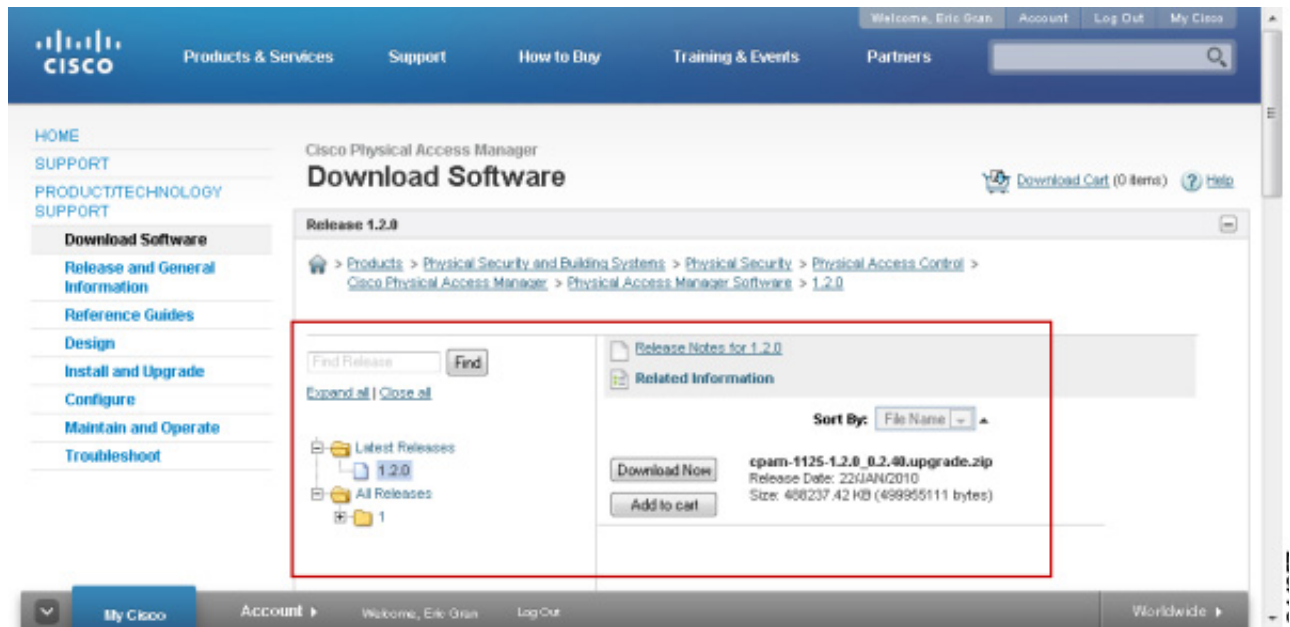 Welcome, Eric Gran Account Log Out My Cisco
CISCO
Products & Services Support How to Buy Training & Events Partners
HOME
SUPPORT
PRODUCT/TECHNOLOGY
SUPPORT
Download Software
Release and General
Information
Reference Guides
Design
Install and Upgrade
Configure
Maintain and Operate
Troubleshoot
Cisco Physical Access Manager
Download Software
Download Cart (0 items) Help
Release 1.2.0
> Products > Physical Security and Building Systems > Physical Security > Physical Access Control >
Cisco Physical Access Manager > Physical Access Manager Software > 1.2.0
Find Release Find
Expand all | Close all
Latest Releases
1.2.0
All Releases
1
Release Notes for 1.2.0
Related Information
Sort By: File Name
Download Now
Add to cart
cpam-1125-1.2.0_0.2.40.upgrade.zip
Release Date: 22/JAN/2010
Size: 488237.42 KB (499955111 bytes)
My Cisco Account Welcome, Eric Gran Log Out Worldwide